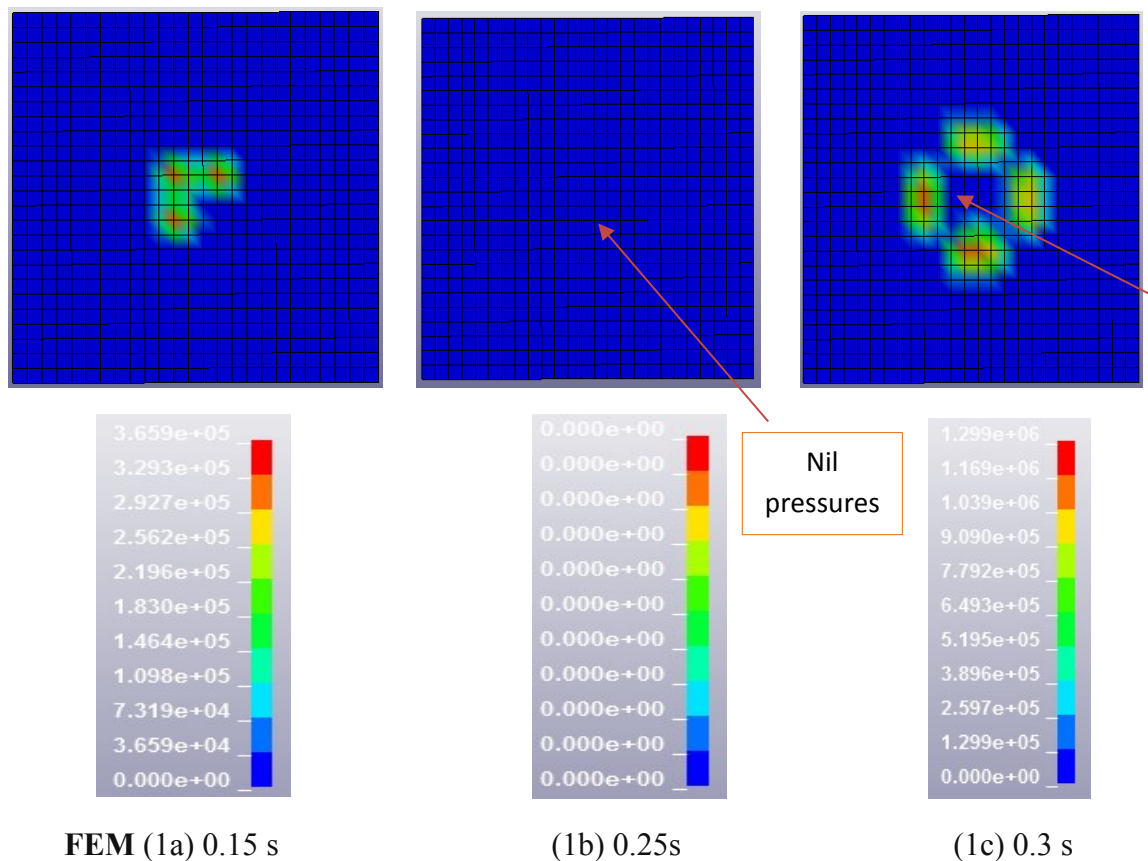 3.659e+05
3.293e+05
2.927e+05
2.562e+05
2.196e+05
1.830e+05
1.464e+05
1.098e+05
7.319e+04
3.659e+04
0.000e+00
0.000e+00
0.000e+00
0.000e+00
0.000e+00
0.000e+00
0.000e+00
0.000e+00
0.000e+00
0.000e+00
0.000e+00
0.000e+00
Nil
pressures
1.299e+06
1.169e+06
1.039e+06
9.090e+05
7.792e+05
6.493e+05
5.195e+05
3.896e+05
2.597e+05
1.299e+05
0.000e+00
FEM (1a) 0.15 s
(1b) 0.25s
(1c) 0.3 s